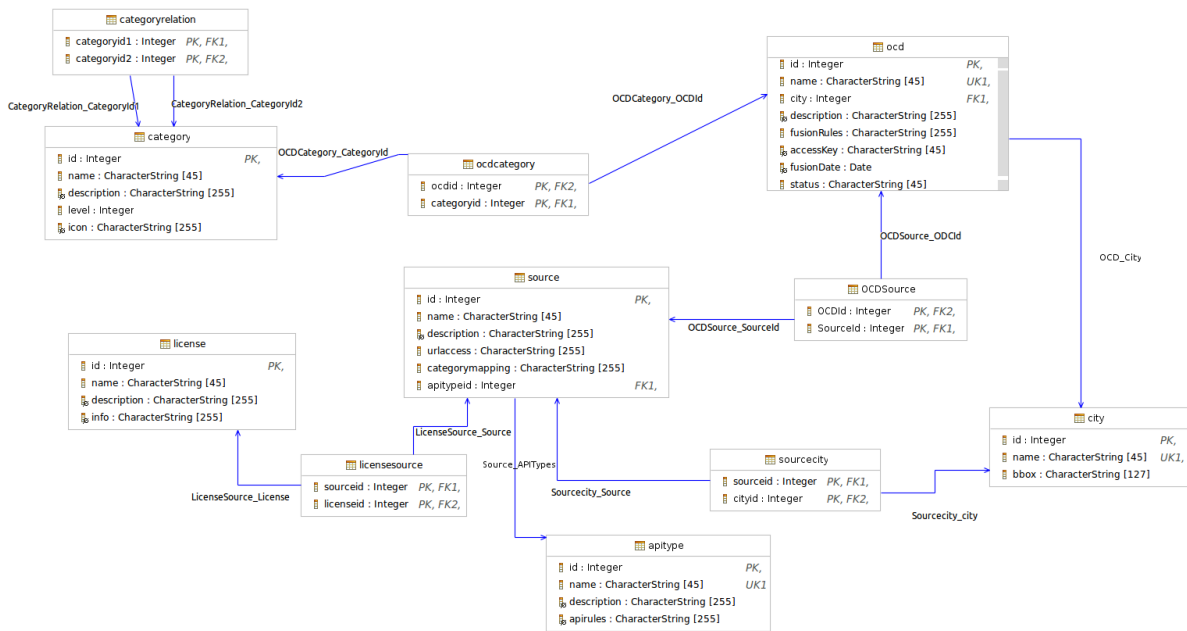 categoryrelation
categoryid1 : Integer PK, FK1,
categoryid2 : Integer PK, FK2,
CategoryRelation_CategoryId1
CategoryRelation_CategoryId2
category
id : Integer PK,
name : CharacterString [45]
description : CharacterString [255]
level : Integer
icon : CharacterString [255]
OCDCategory_CategoryId
ocdcategory
ocdid : Integer PK, FK2,
categoryid : Integer PK, FK1,
OCDCategory_OCDId
ocd
id : Integer PK,
name : CharacterString [45] UK1,
city : Integer FK1,
description : CharacterString [255]
fusionRules : CharacterString [255]
accessKey : CharacterString [45]
fusionDate : Date
status : CharacterString [45]
OCDSource_ODCId
OCD_City
OCDSource
OCDId : Integer PK, FK2,
SourceId : Integer PK, FK1,
OCDSource_SourceId
source
id : Integer PK,
name : CharacterString [45]
description : CharacterString [255]
urlaccess : CharacterString [255]
categorymapping : CharacterString [255]
apitypeid : Integer FK1,
license
id : Integer PK,
name : CharacterString [45]
description : CharacterString [255]
info : CharacterString [255]
LicenseSource_Source
licensesource
sourceid : Integer PK, FK1,
licenseid : Integer PK, FK2,
LicenseSource_License
Source_APITypes
Sourcecity_Source
sourcecity
sourceid : Integer PK, FK1,
cityid : Integer PK, FK2,
Sourcecity_city
city
id : Integer PK,
name : CharacterString [45] UK1,
bbox : CharacterString [127]
apitype
id : Integer PK,
name : CharacterString [45] UK1
description : CharacterString [255]
apirules : CharacterString [255]